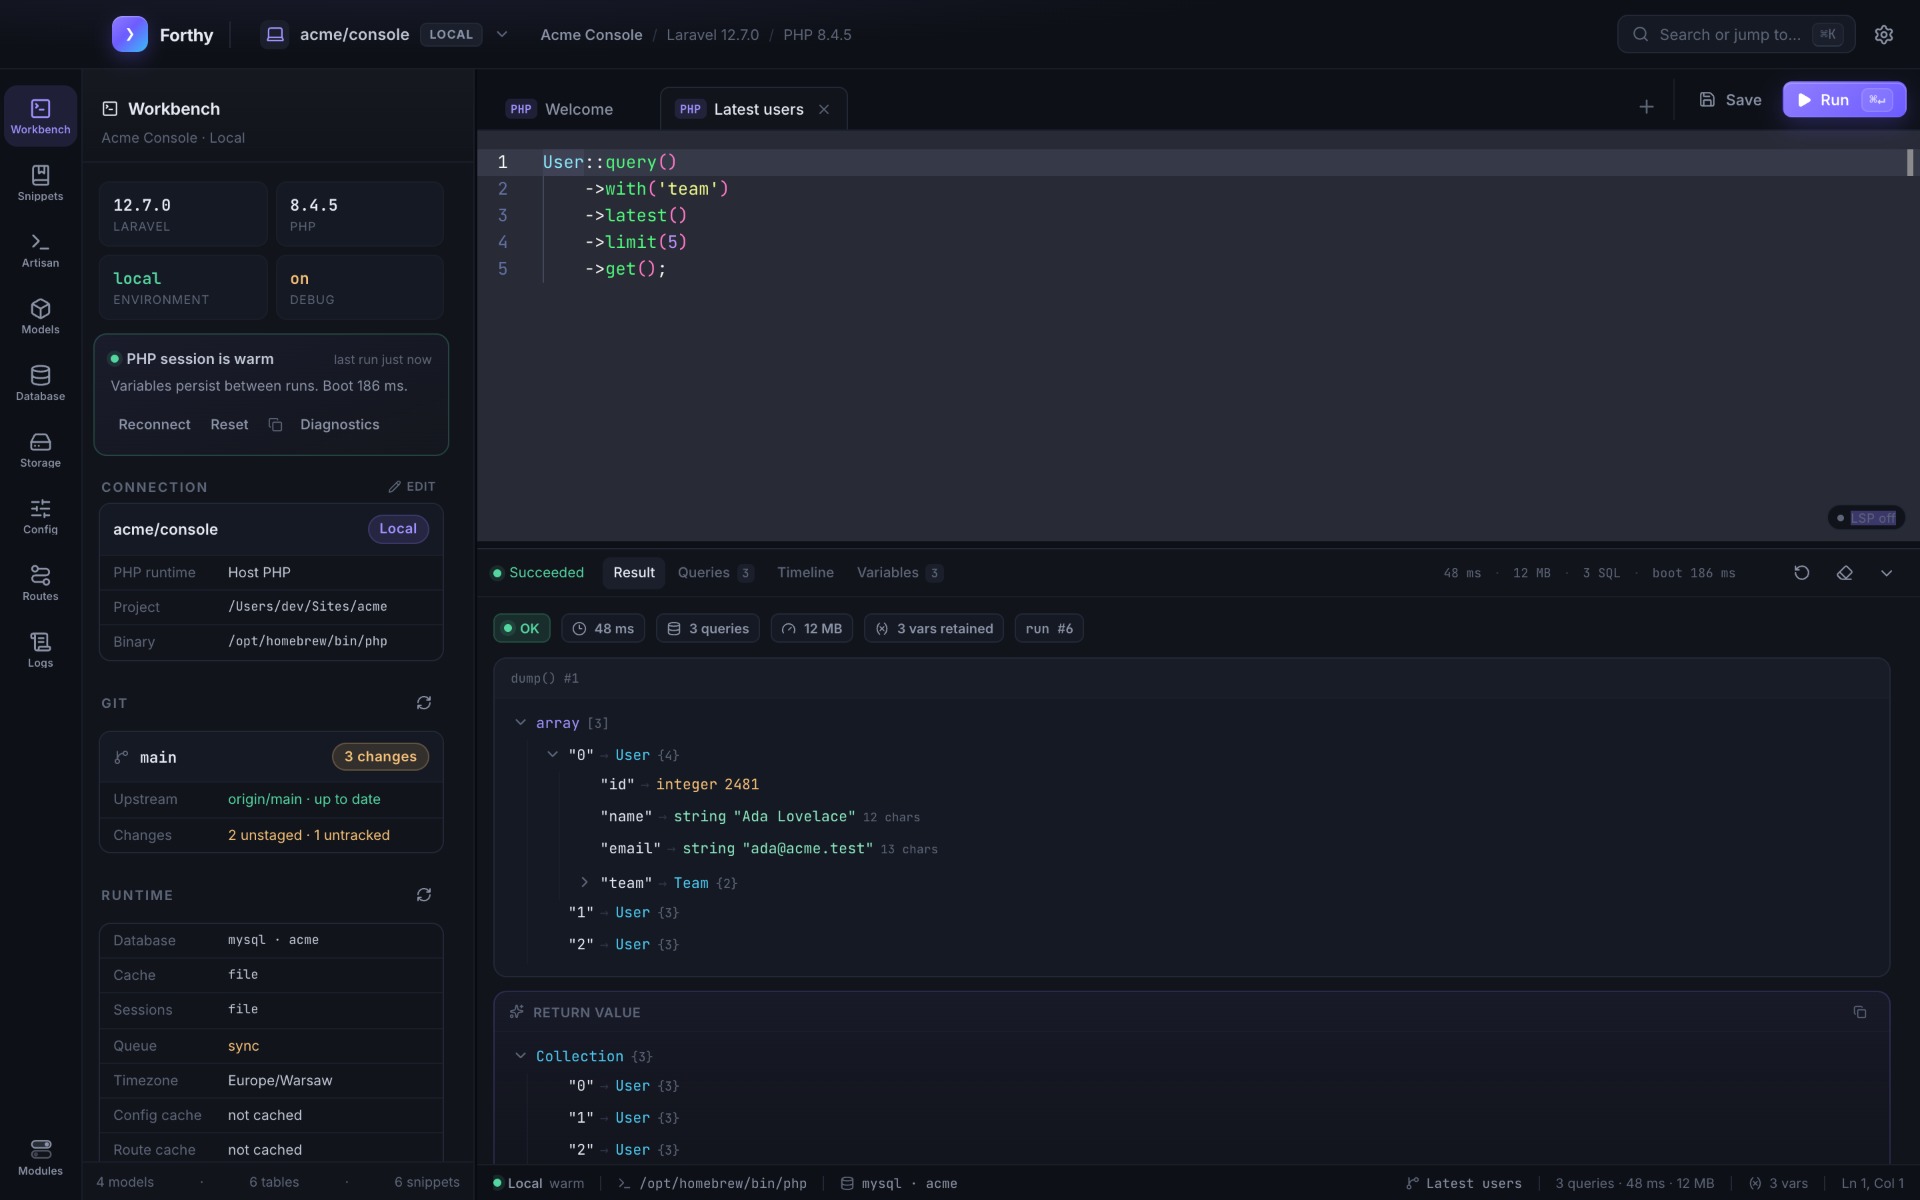 Forthy
acme/console LOCAL
Acme Console / Laravel 12.7.0 / PHP 8.4.5
Search or jump to... ⌘K
Workbench
Snippets
Artisan
Models
Database
Storage
Config
Routes
Logs
Modules
Workbench
Acme Console · Local
12.7.0
LARAVEL
8.4.5
PHP
local
ENVIRONMENT
on
DEBUG
PHP session is warm last run just now
Variables persist between runs. Boot 186 ms.
Reconnect Reset Diagnostics
CONNECTION EDIT
acme/console Local
PHP runtime Host PHP
Project /Users/dev/Sites/acme
Binary /opt/homebrew/bin/php
GIT
main 3 changes
Upstream origin/main · up to date
Changes 2 unstaged · 1 untracked
RUNTIME
Database mysql · acme
Cache file
Sessions file
Queue sync
Timezone Europe/Warsaw
Config cache not cached
Route cache not cached
4 models · 6 tables · 6 snippets
PHP Welcome
PHP Latest users
Save
Run ⌘↵
1 User::query()
2 ->with('team')
3 ->latest()
4 ->limit(5)
5 ->get();
LSP off
Succeeded Result Queries 3 Timeline Variables 3
48 ms · 12 MB · 3 SQL · boot 186 ms
OK 48 ms 3 queries 12 MB 3 vars retained run #6
dump() #1
array [3]
"0" → User {4}
"id" → integer 2481
"name" → string "Ada Lovelace" 12 chars
"email" → string "ada@acme.test" 13 chars
"team" → Team {2}
"1" → User {3}
"2" → User {3}
RETURN VALUE
Collection {3}
"0" → User {3}
"1" → User {3}
"2" → User {3}
Local warm /opt/homebrew/bin/php mysql · acme
Latest users 3 queries · 48 ms · 12 MB 3 vars Ln 1, Col 1